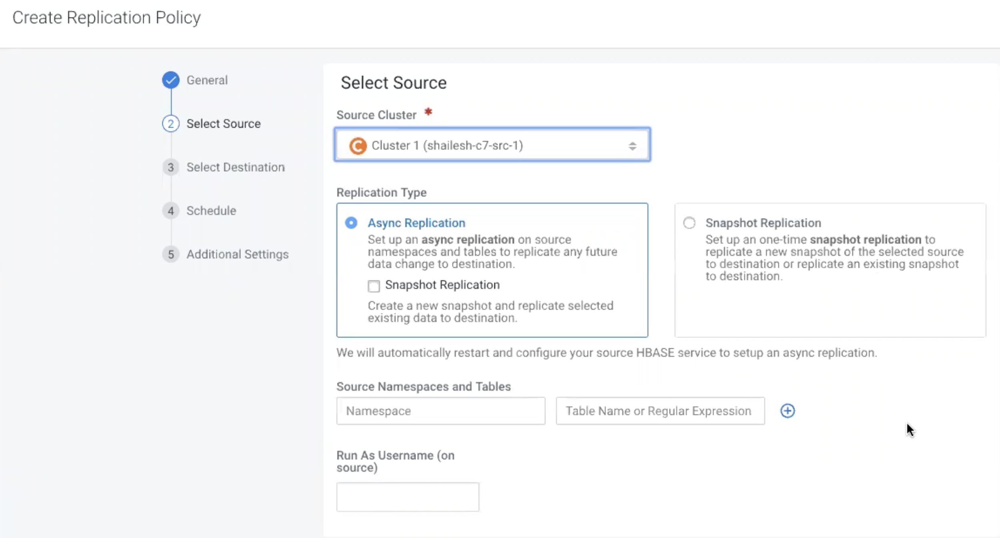 Create Replication Policy
General
2 Select Source
3 Select Destination
4 Schedule
5 Additional Settings
Select Source
Source Cluster *
C Cluster 1 (shailesh-c7-src-1)
Replication Type
Async Replication
Set up an async replication on source
namespaces and tables to replicate any future
data change to destination.
Snapshot Replication
Create a new snapshot and replicate selected
existing data to destination.
Snapshot Replication
Set up an one-time snapshot replication to
replicate a new snapshot of the selected source
to destination or replicate an existing snapshot
to destination.
We will automatically restart and configure your source HBASE service to setup an async replication.
Source Namespaces and Tables
Namespace
Table Name or Regular Expression
Run As Username (on
source)